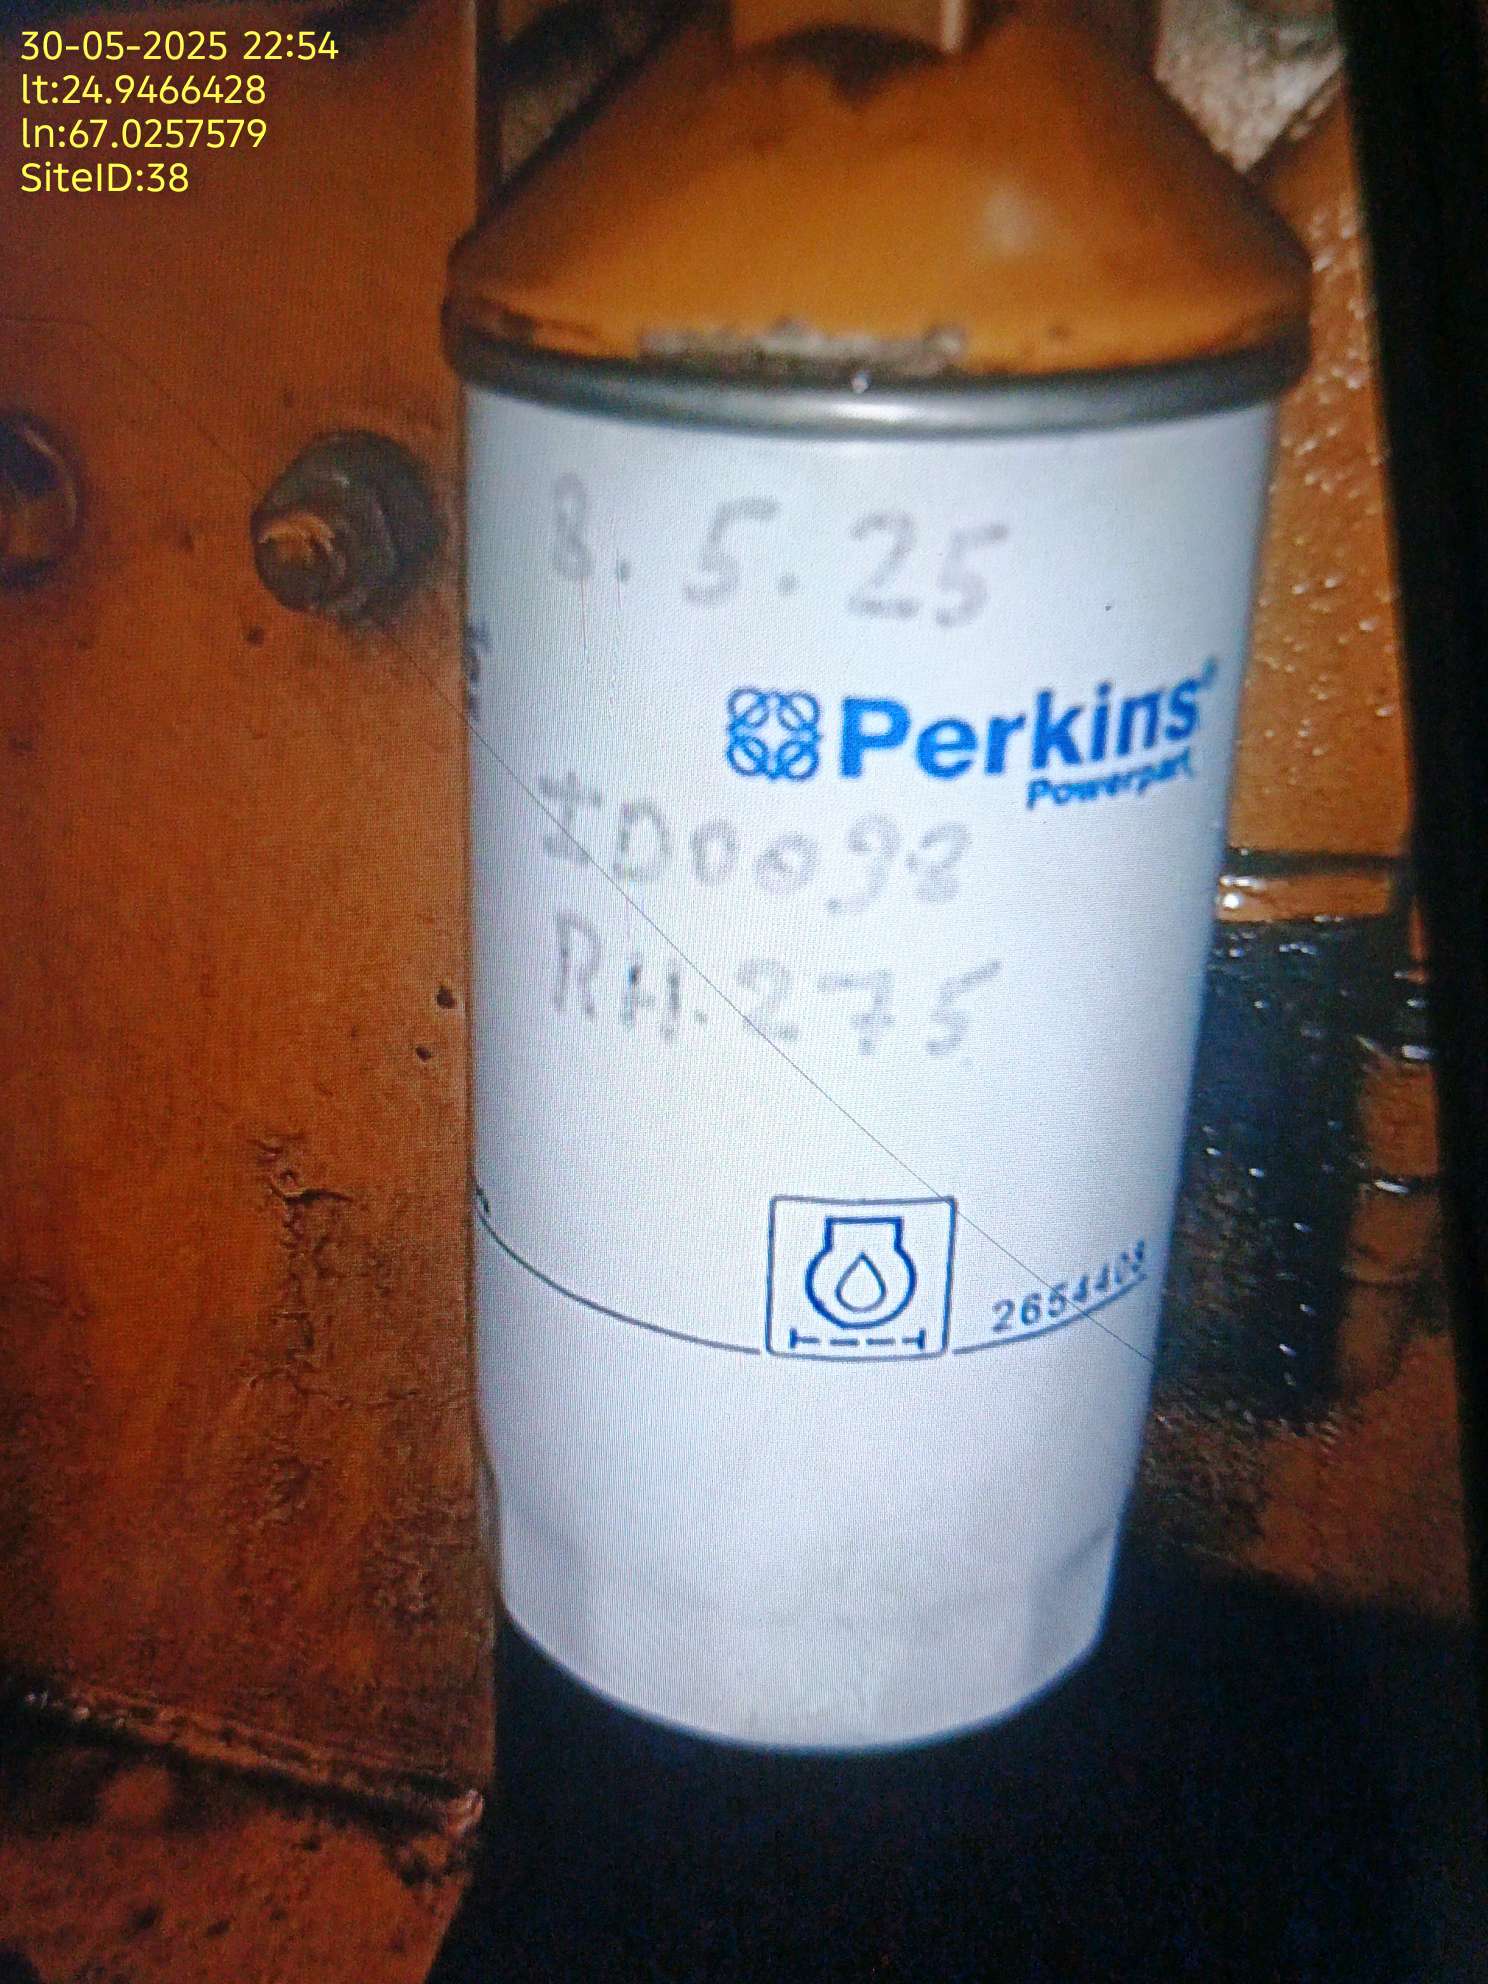 30-05-2025 22:54
lt:24.9466428
ln:67.0257579
SiteID:38
8.5.25
Perkins®
Powerpart
ID0098
RH.275